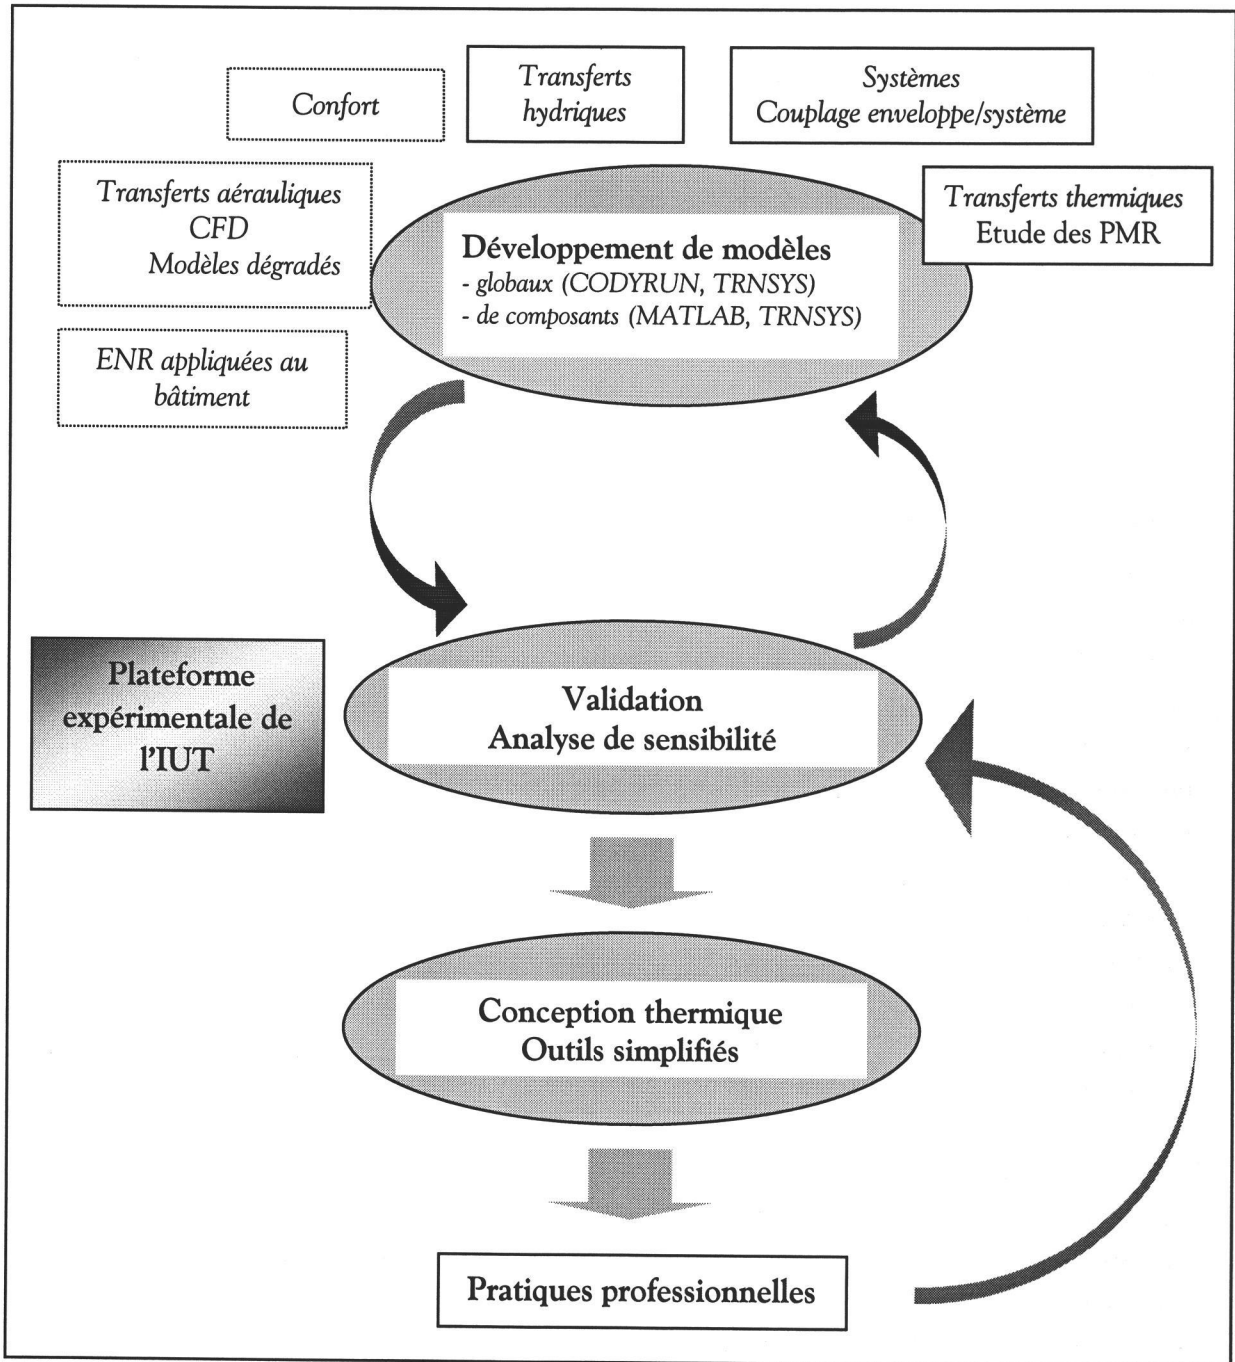 Confort
Transferts
hydriques
Systèmes
Couplage enveloppe/système
Transferts aérauliques
CFD
Modèles dégradés
Transferts thermiques
Etude des PMR
Développement de modèles
- globaux (CODYRUN, TRNSYS)
- de composants (MATLAB, TRNSYS)
ENR appliquées au
bâtiment
Plateforme
expérimentale de
l'IUT
Validation
Analyse de sensibilité
Conception thermique
Outils simplifiés
Pratiques professionnelles